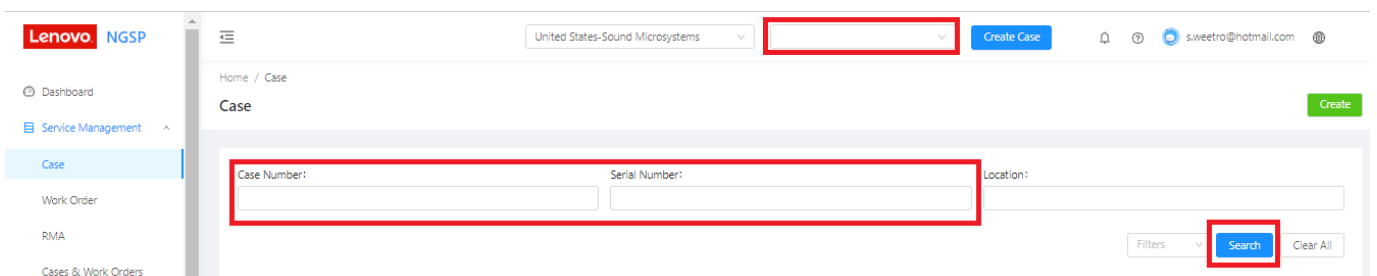 Lenovo. NGSP
United States-Sound Microsystems
Create Case
s.weetro@hotmail.com
Dashboard
Service Management
Case
Work Order
RMA
Cases & Work Orders
Home / Case
Case
Create
Case Number:
Serial Number:
Location:
Filters
Search
Clear All